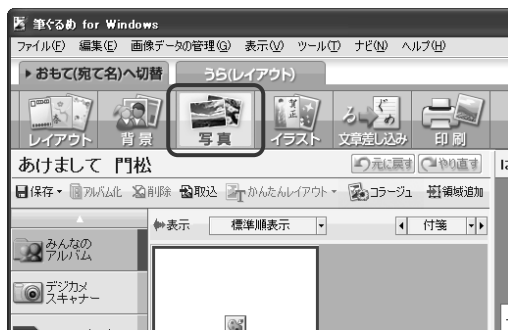 筆ぐるめ for Windows
ファイル(F) 編集(E) 画像データの管理(G) 表示(V) ツール(T) ナビ(N) ヘルプ(H)
▶おもて(宛て名)へ切替 うら(レイアウト)
レイアウト 背景 写真 イラスト 文章差し込み 印刷
あけまして 門松 元に戻す やり直す
保存 アルバム化 削除 取込 かんたんレイアウト コラージュ 領域追加
表示 標準順表示 付箋
みんなの
アルバム
デジカメ
スキャナー